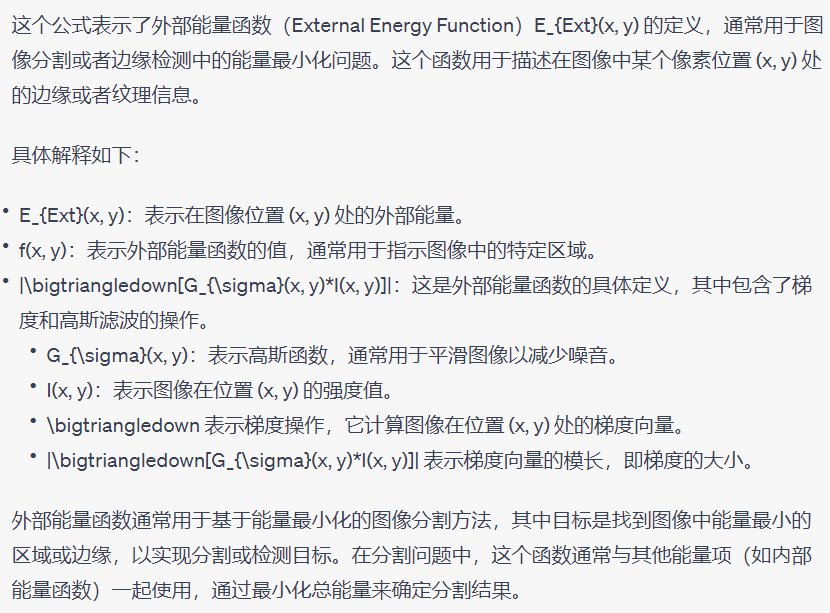 这个公式表示了外部能量函数（External Energy Function）E_{Ext}(x, y) 的定义，通常用于图
像分割或者边缘检测中的能量最小化问题。这个函数用于描述在图像中某个像素位置 (x, y) 处
的边缘或者纹理信息。
具体解释如下：
• E_{Ext}(x, y)：表示在图像位置 (x, y) 处的外部能量。
• f(x, y)：表示外部能量函数的值，通常用于指示图像中的特定区域。
• |\bigtriangledown[G_{\sigma}(x, y)*I(x, y)]|：这是外部能量函数的具体定义，其中包含了梯
度和高斯滤波的操作。
• G_{\sigma}(x, y)：表示高斯函数，通常用于平滑图像以减少噪音。
• I(x, y)：表示图像在位置 (x, y) 的强度值。
• \bigtriangledown 表示梯度操作，它计算图像在位置 (x, y) 处的梯度向量。
• |\bigtriangledown[G_{\sigma}(x, y)*I(x, y)]| 表示梯度向量的模长，即梯度的大小。
外部能量函数通常用于基于能量最小化的图像分割方法，其中目标是找到图像中能量最小的
区域或边缘，以实现分割或检测目标。在分割问题中，这个函数通常与其他能量项（如内部
能量函数）一起使用，通过最小化总能量来确定分割结果。